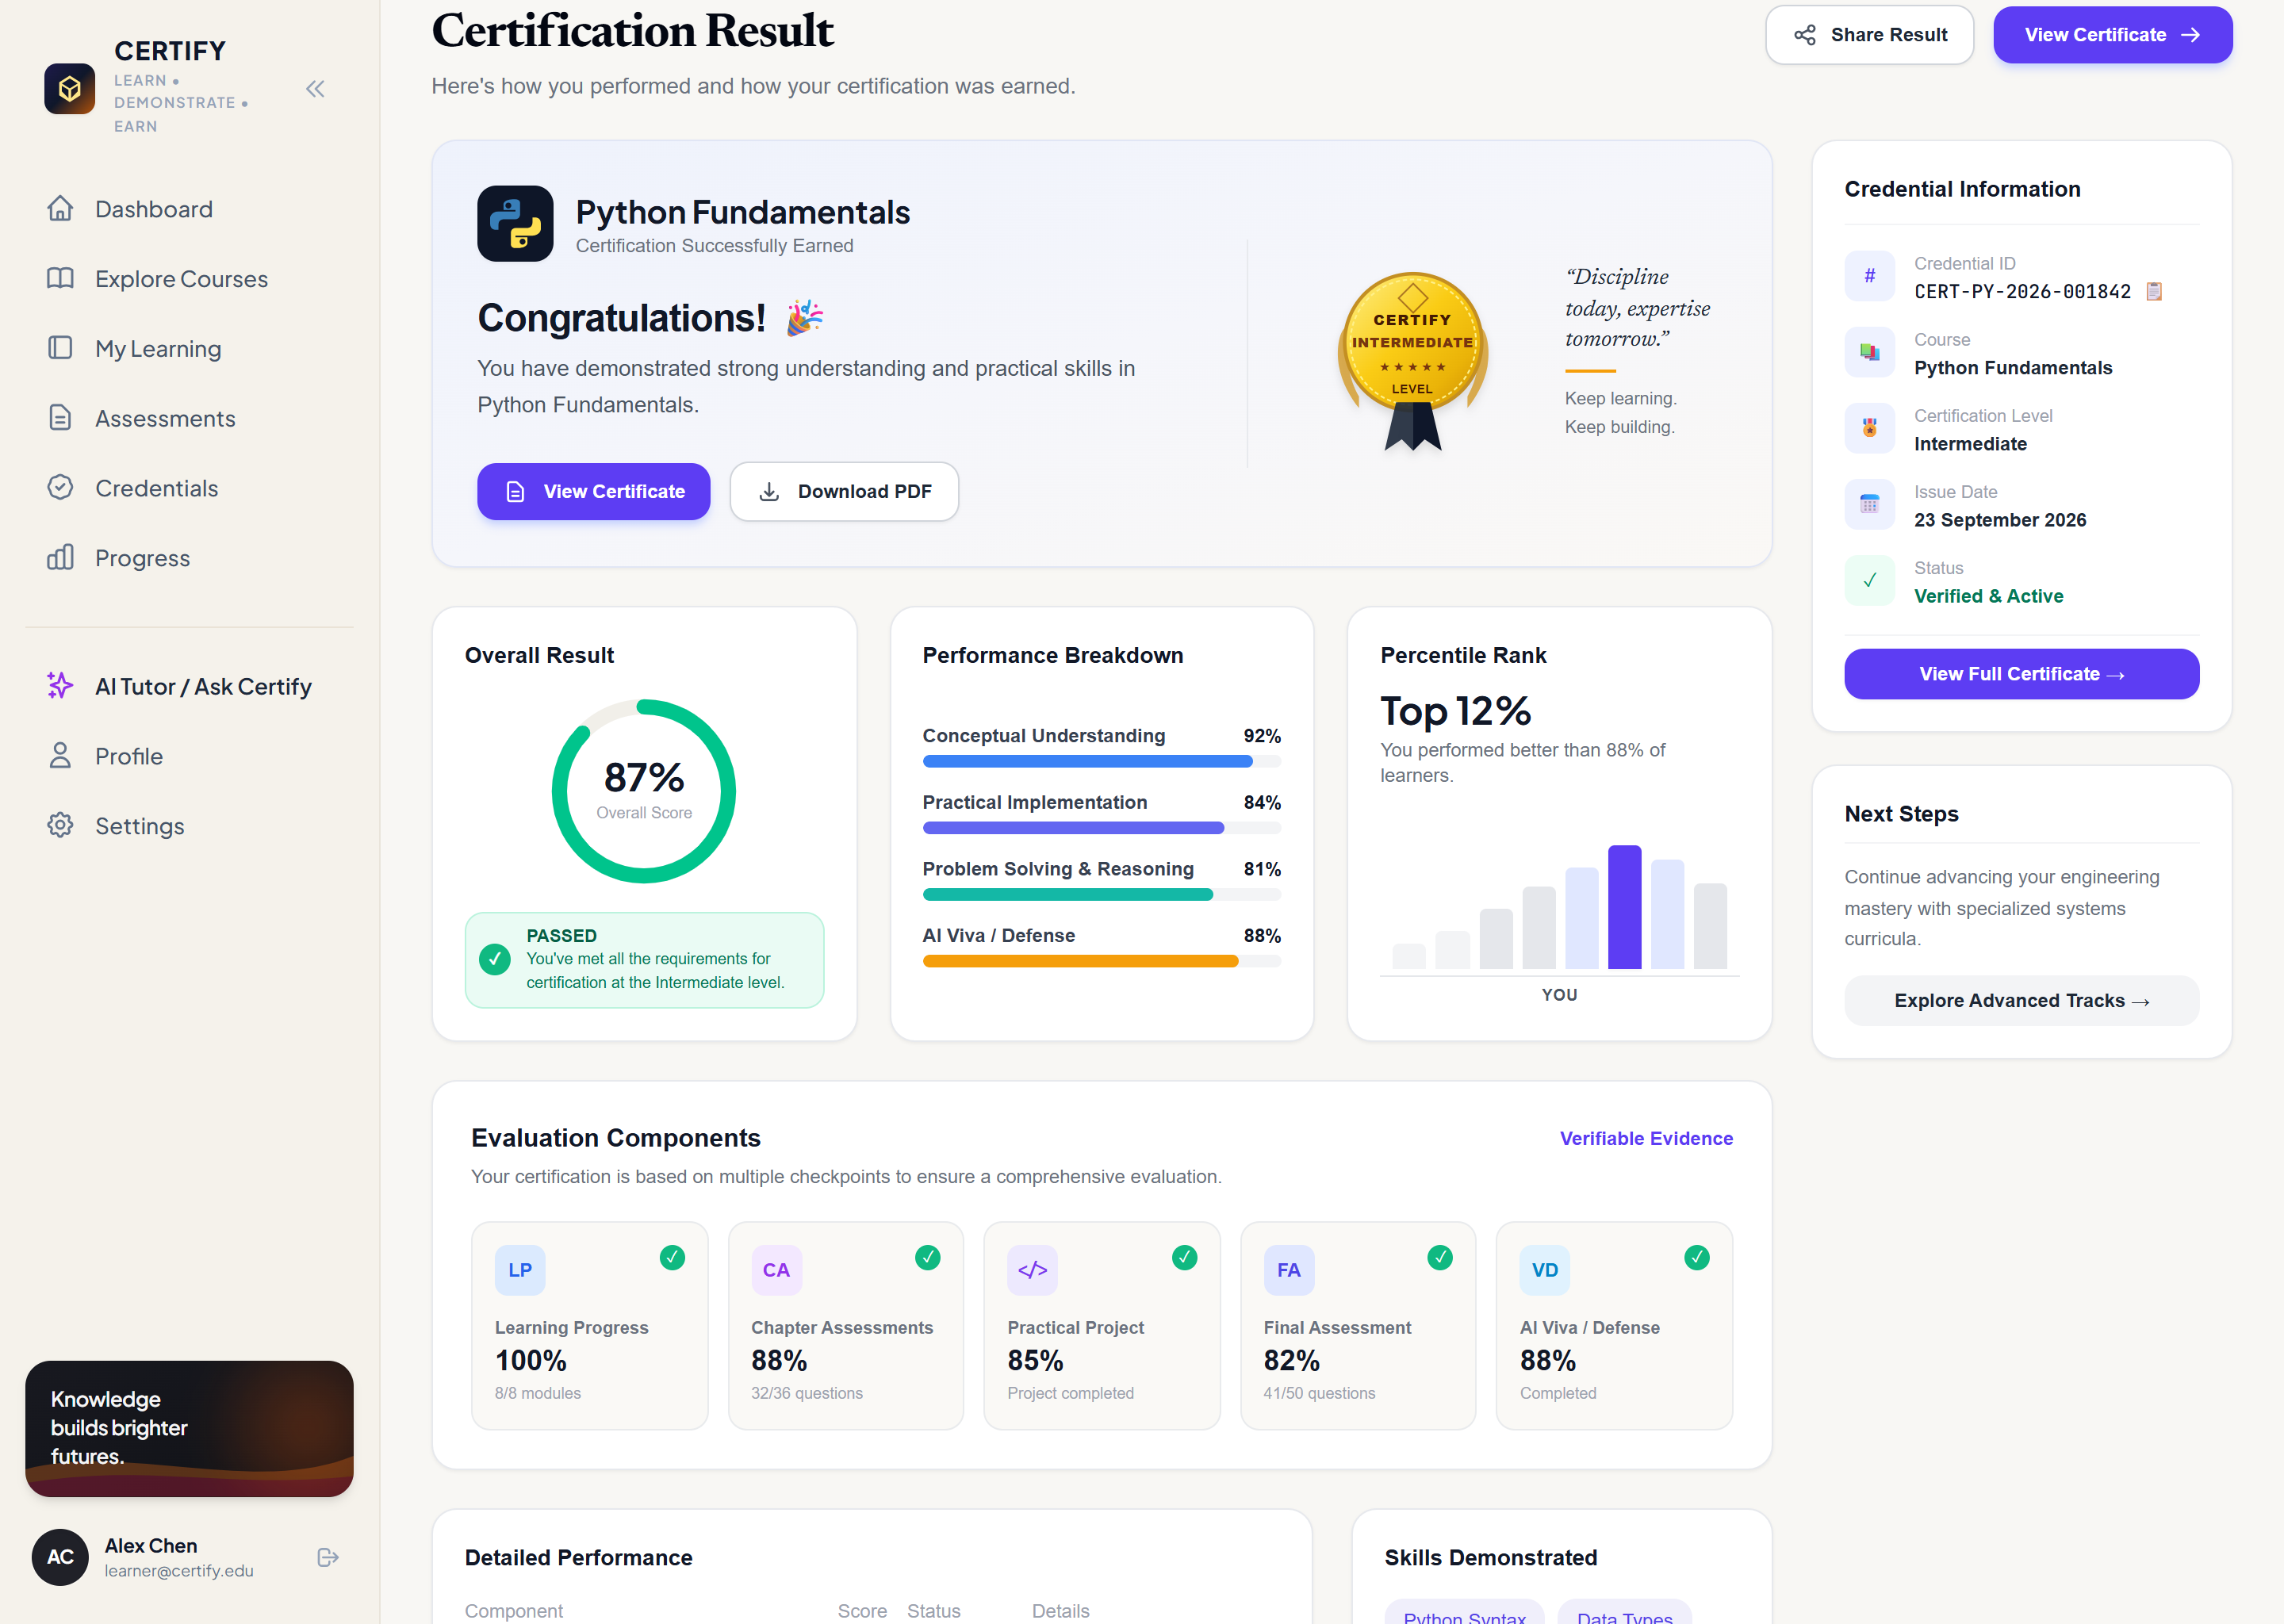 CERTIFY
LEARN •
DEMONSTRATE •
EARN
Dashboard
Explore Courses
My Learning
Assessments
Credentials
Progress
AI Tutor / Ask Certify
Profile
Settings
Knowledge
builds brighter
futures.
AC
Alex Chen
learner@certify.edu
Certification Result
Here's how you performed and how your certification was earned.
Share Result
View Certificate →
Python Fundamentals
Certification Successfully Earned
Congratulations!
You have demonstrated strong understanding and practical skills in
Python Fundamentals.
View Certificate
Download PDF
CERTIFY
INTERMEDIATE
★★★★★
LEVEL
“Discipline
today, expertise
tomorrow.”
Keep learning.
Keep building.
Overall Result
87%
Overall Score
PASSED
You've met all the requirements for
certification at the Intermediate level.
Performance Breakdown
Conceptual Understanding 92%
Practical Implementation 84%
Problem Solving & Reasoning 81%
AI Viva / Defense 88%
Percentile Rank
Top 12%
You performed better than 88% of
learners.
YOU
Credential Information
#
Credential ID
CERT-PY-2026-001842
Course
Python Fundamentals
Certification Level
Intermediate
Issue Date
23 September 2026
✓
Status
Verified & Active
View Full Certificate →
Next Steps
Continue advancing your engineering
mastery with specialized systems
curricula.
Explore Advanced Tracks →
Evaluation Components
Verifiable Evidence
Your certification is based on multiple checkpoints to ensure a comprehensive evaluation.
LP
Learning Progress
100%
8/8 modules
CA
Chapter Assessments
88%
32/36 questions
</>
Practical Project
85%
Project completed
FA
Final Assessment
82%
41/50 questions
VD
AI Viva / Defense
88%
Completed
Detailed Performance
Component Score Status Details
Skills Demonstrated
Python Syntax Data Types